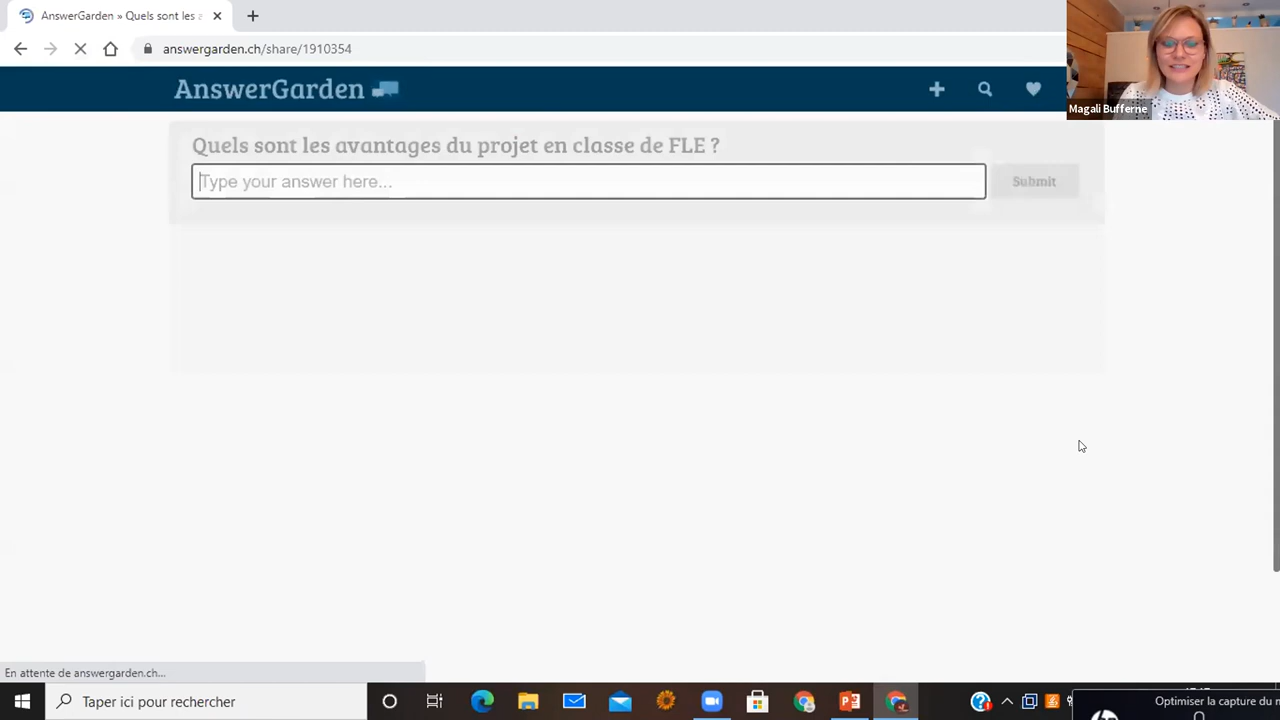 AnswerGarden » Quels sont les
answergarden.ch/share/1910354
AnswerGarden
Magali Bufferne
Quels sont les avantages du projet en classe de FLE ?
Type your answer here...
Submit
En attente de answergarden.ch...
Taper ici pour rechercher
Optimiser la capture du